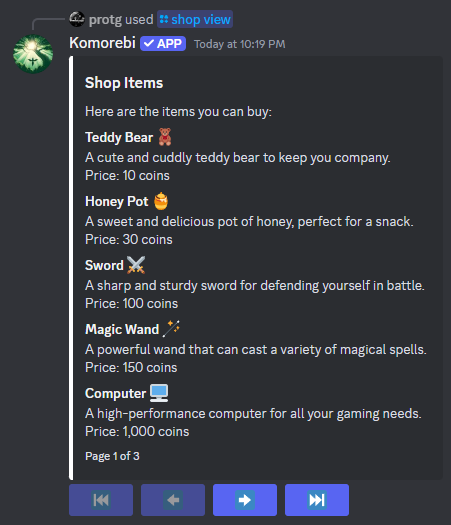 protg used shop view
Komorebi ✓ APP Today at 10:19 PM
Shop Items
Here are the items you can buy:
Teddy Bear 🧸
A cute and cuddly teddy bear to keep you company.
Price: 10 coins
Honey Pot 🍯
A sweet and delicious pot of honey, perfect for a snack.
Price: 30 coins
Sword ⚔️
A sharp and sturdy sword for defending yourself in battle.
Price: 100 coins
Magic Wand 🪄
A powerful wand that can cast a variety of magical spells.
Price: 150 coins
Computer 🖥️
A high-performance computer for all your gaming needs.
Price: 1,000 coins
Page 1 of 3